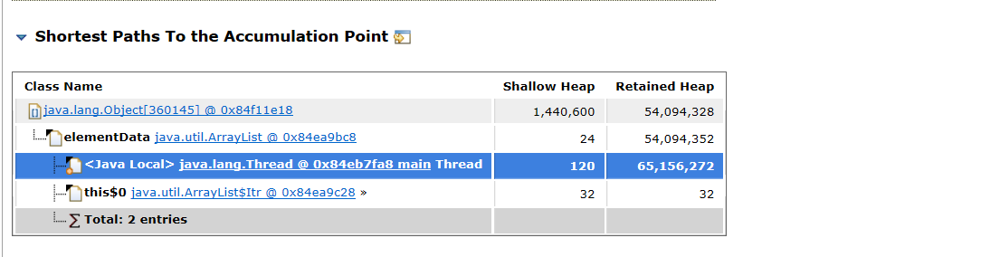 Shortest Paths To the Accumulation Point
Class Name Shallow Heap Retained Heap
java.lang.Object[360145] @ 0x84f11e18 1,440,600 54,094,328
elementData java.util.ArrayList @ 0x84ea9bc8 24 54,094,352
<Java Local> java.lang.Thread @ 0x84eb7fa8 main Thread 120 65,156,272
this$0 java.util.ArrayList$Itr @ 0x84ea9c28 » 32 32
∑ Total: 2 entries